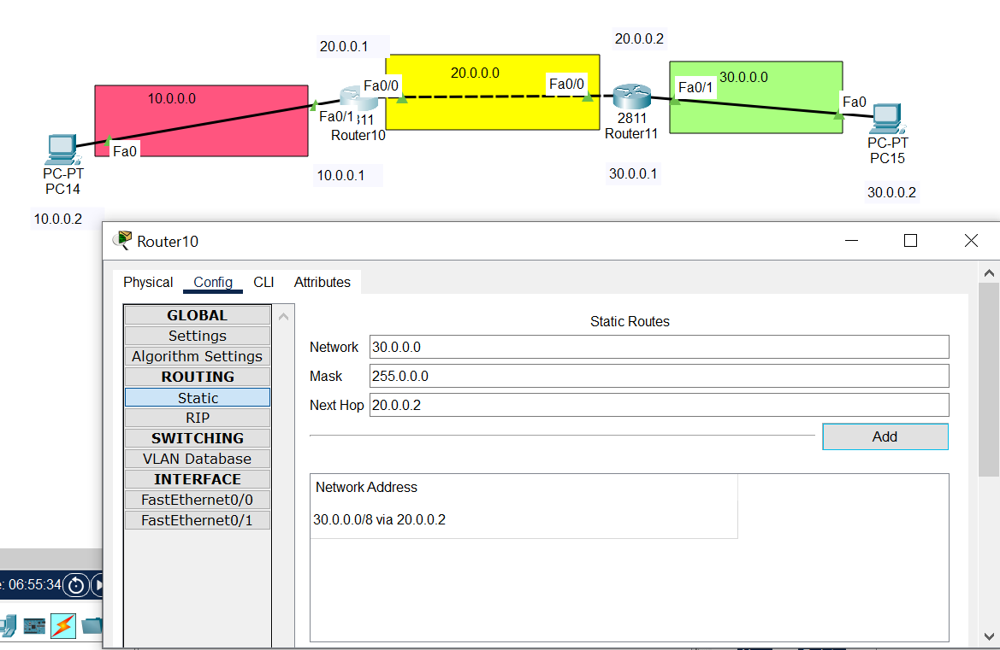 20.0.0.1
20.0.0.2
10.0.0.0
Fa0/0
20.0.0.0
Fa0/0
Fa0/1
30.0.0.0
Fa0/1
Router10
2811
Router11
Fa0
PC-PT
PC15
Fa0
PC-PT
PC14
10.0.0.1
30.0.0.1
30.0.0.2
10.0.0.2
Router10
Physical Config CLI Attributes
GLOBAL
Settings
Algorithm Settings
ROUTING
Static
RIP
SWITCHING
VLAN Database
INTERFACE
FastEthernet0/0
FastEthernet0/1
Static Routes
Network 30.0.0.0
Mask 255.0.0.0
Next Hop 20.0.0.2
Add
Network Address
30.0.0.0/8 via 20.0.0.2
06:55:34